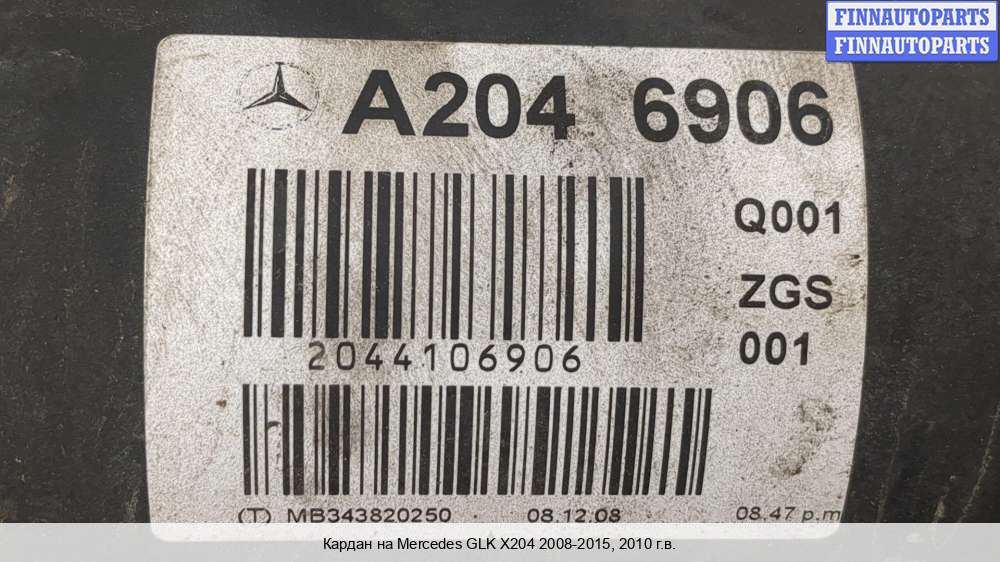 FINNAUTOPARTS
FINNAUTOPARTS
A204 6906
Q001
ZGS
001
2044106906
(T) MB343820250 08.12.08 08.47 p.m
Кардан на Mercedes GLK X204 2008-2015, 2010 г.в.